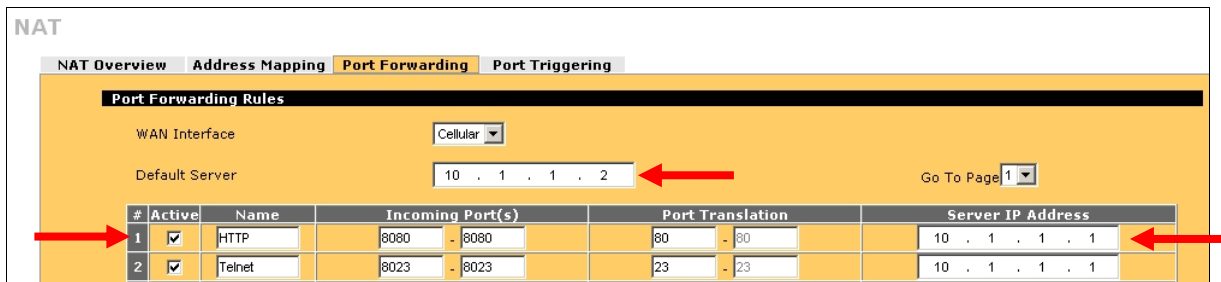 NAT
NAT Overview Address Mapping Port Forwarding Port Triggering
Port Forwarding Rules
WAN Interface Cellular
Default Server 10 . 1 . 1 . 2 Go To Page 1
# Active Name Incoming Port(s) Port Translation Server IP Address
1 HTTP 8080 - 8080 80 - 80 10 . 1 . 1 . 1
2 Telnet 8023 - 8023 23 - 23 10 . 1 . 1 . 1